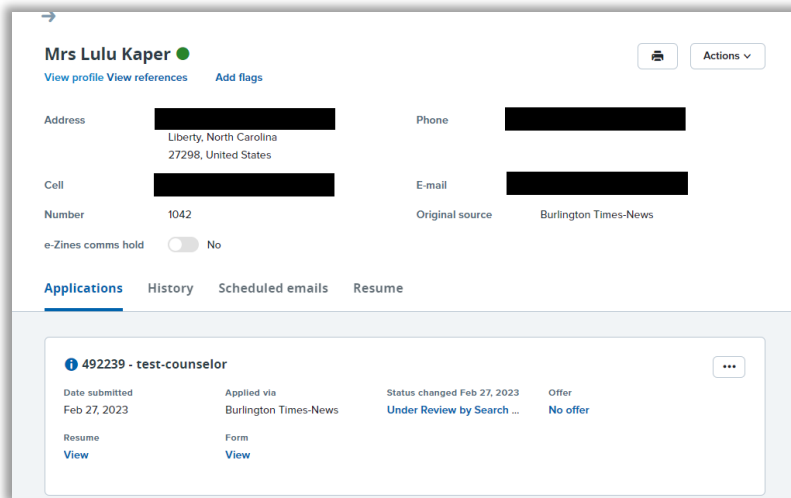 Mrs Lulu Kaper
Actions
View profile View references Add flags
Address
Liberty, North Carolina
27298, United States
Phone
Cell
E-mail
Number 1042
Original source Burlington Times-News
e-Zines comms hold No
Applications History Scheduled emails Resume
492239 - test-counselor
Date submitted Applied via Status changed Feb 27, 2023 Offer
Feb 27, 2023 Burlington Times-News Under Review by Search ... No offer
Resume Form
View View